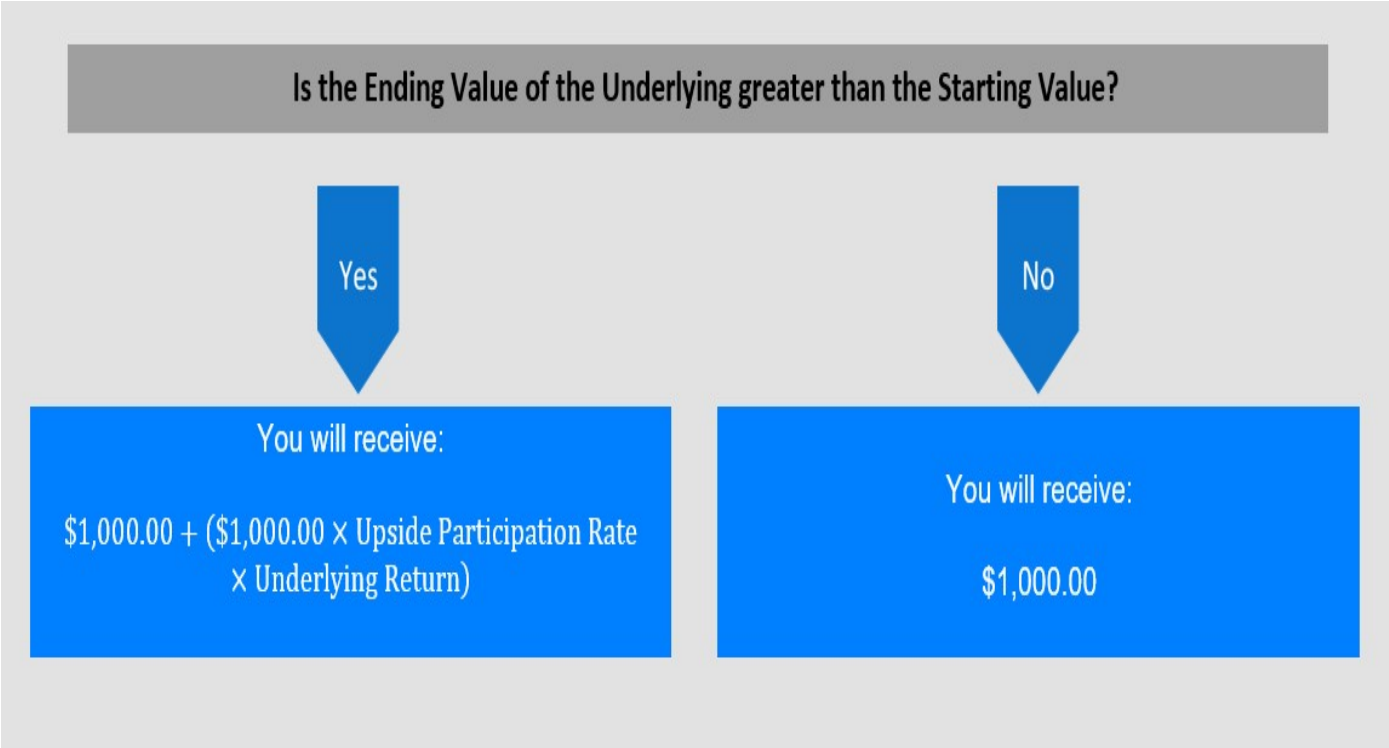 Is the Ending Value of the Underlying greater than the Starting Value?
Yes
No
You will receive:
$1,000.00 + ($1,000.00 × Upside Participation Rate
× Underlying Return)
You will receive:
$1,000.00